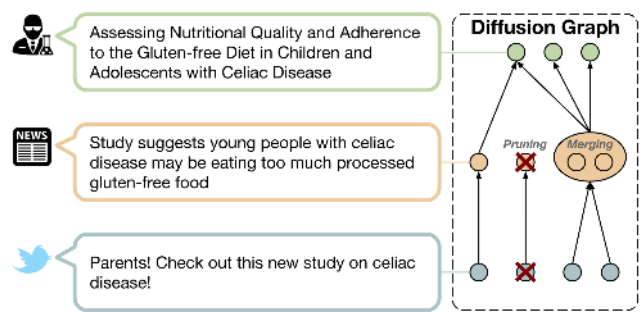 Assessing Nutritional Quality and Adherence
to the Gluten-free Diet in Children and
Adolescents with Celiac Disease
NEWS
Study suggests young people with celiac
disease may be eating too much processed
gluten-free food
Parents! Check out this new study on celiac
disease!
Diffusion Graph
Pruning
Merging